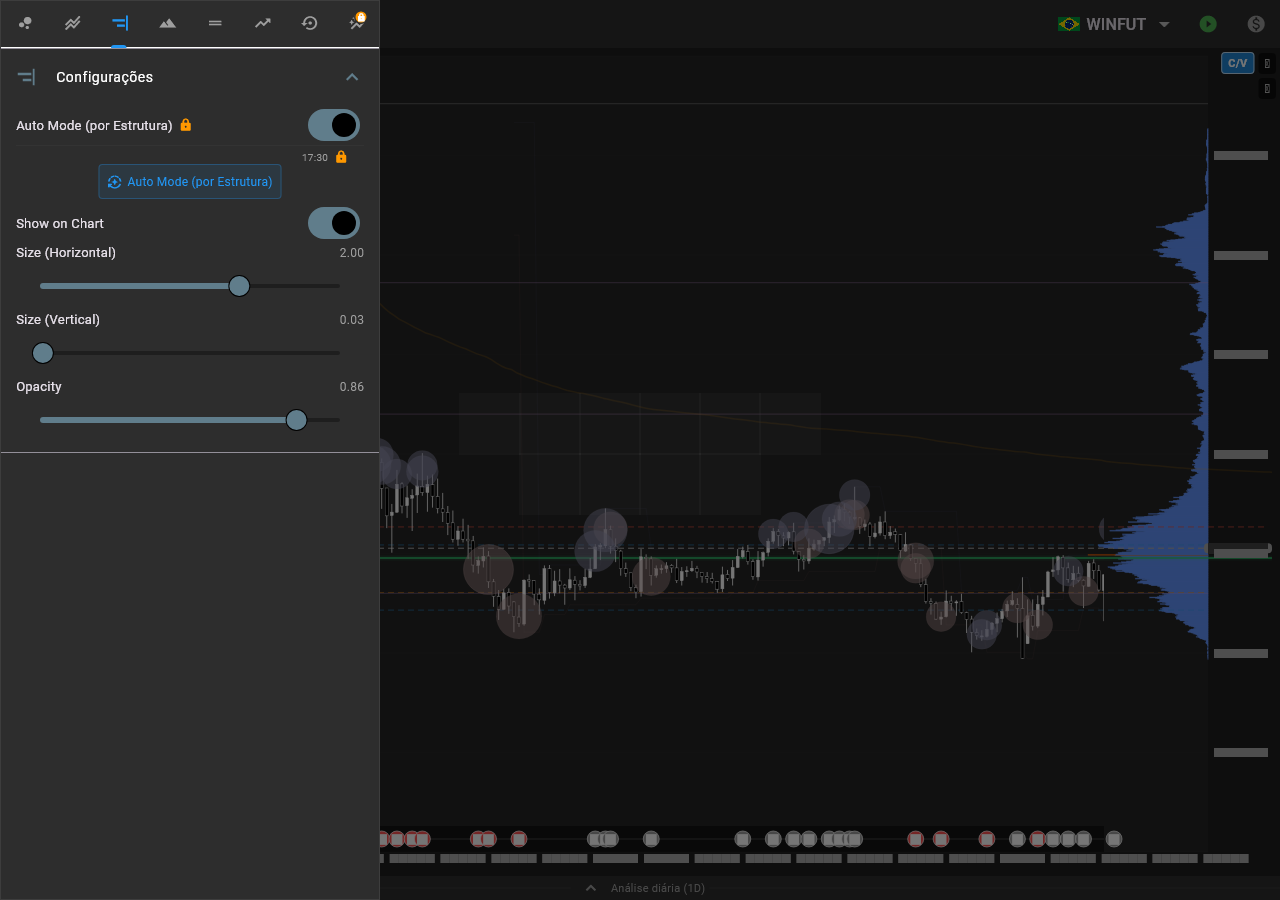 WINFUT
C/V
Configurações
Auto Mode (por Estrutura)
17:30
Auto Mode (por Estrutura)
Show on Chart
Size (Horizontal) 2.00
Size (Vertical) 0.03
Opacity 0.86
Análise diária (1D)